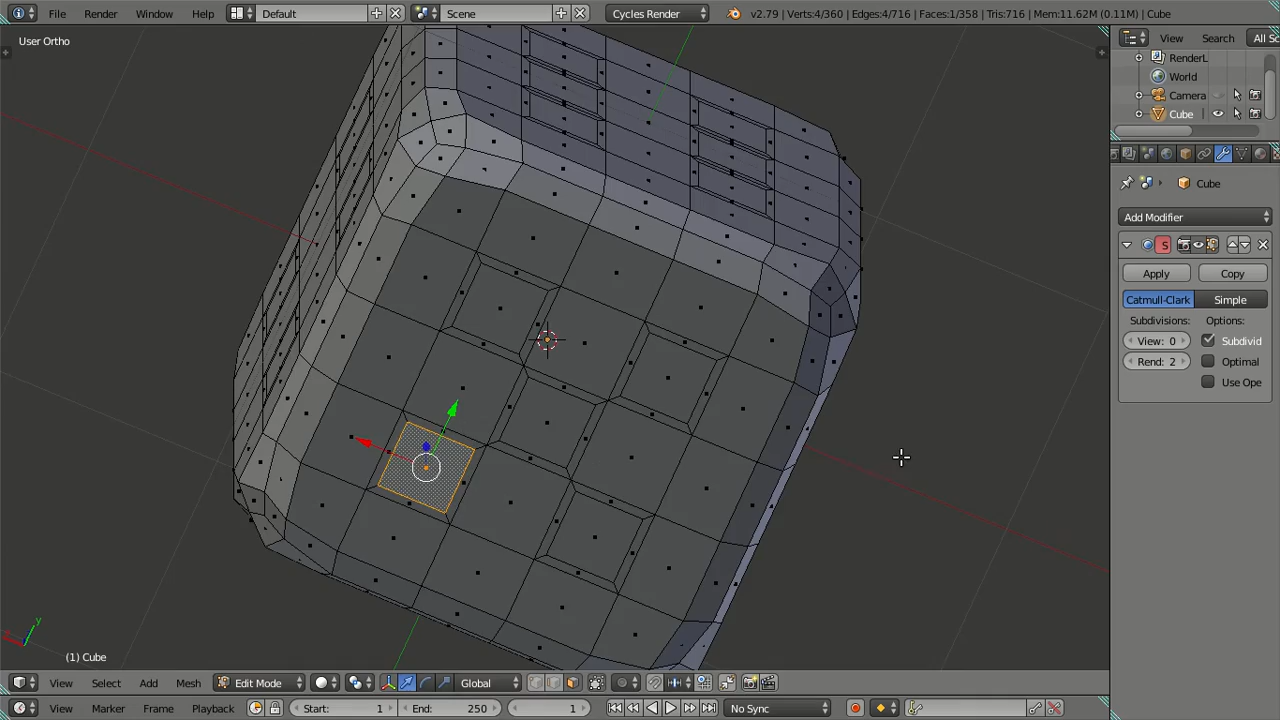 File Render Window Help Default Scene Cycles Render v2.79 | Verts:4/360 | Edges:4/716 | Faces:1/358 | Tris:716 | Mem:11.62M (0.11M) | Cube
User Ortho
View Search All Sc
RenderL
World
Camera
Cube
Cube
Add Modifier
S
Apply Copy
Catmull-Clark Simple
Subdivisions: Options:
View: 0 Subdivid
Rend: 2 Optimal
Use Ope
y
(1) Cube
View Select Add Mesh Edit Mode Global
View Marker Frame Playback Start: 1 End: 250 1 No Sync